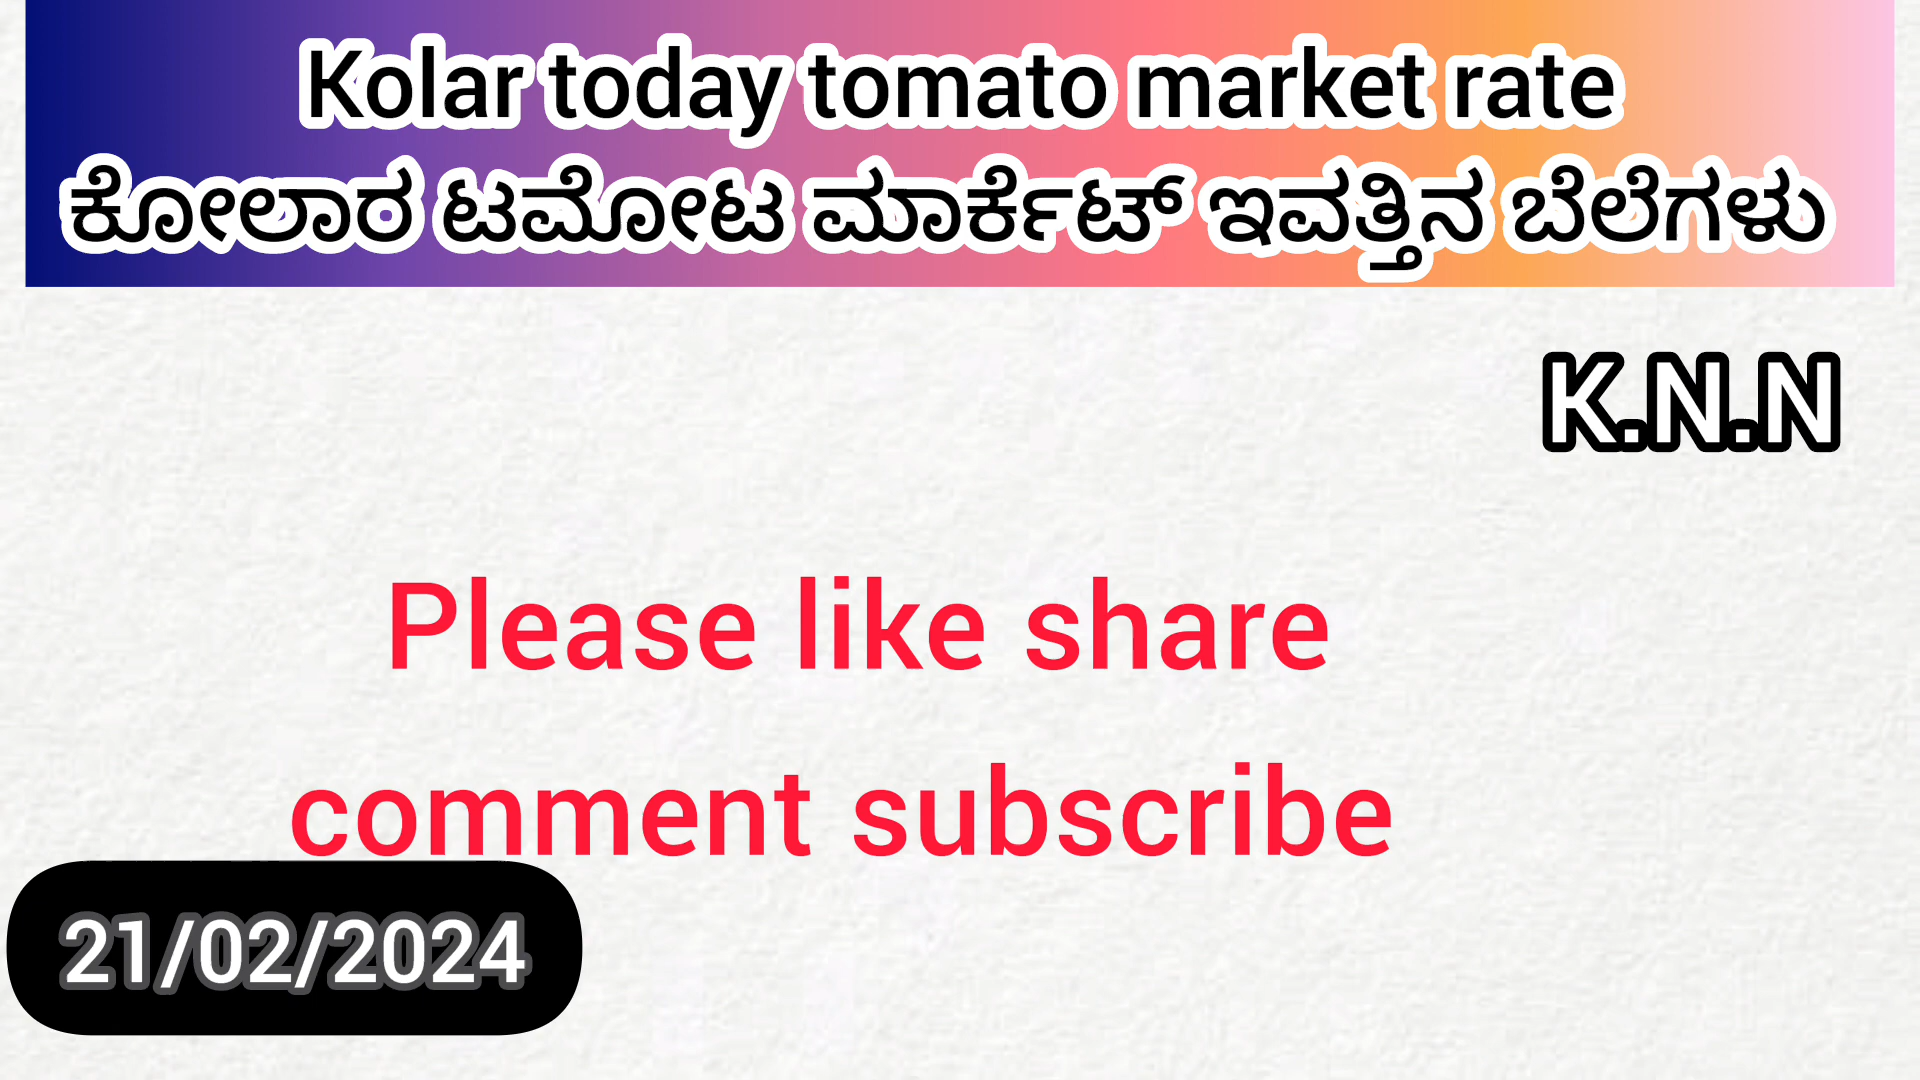 Kolar today tomato market rate
ಕೋಲಾಠ ಟಮೋಟ ಮಾರ್ಕೆಟ್ ಇವತ್ತಿನ ಬೆಲೆಗಳು
K.N.N
Please like share
comment subscribe
21/02/2024